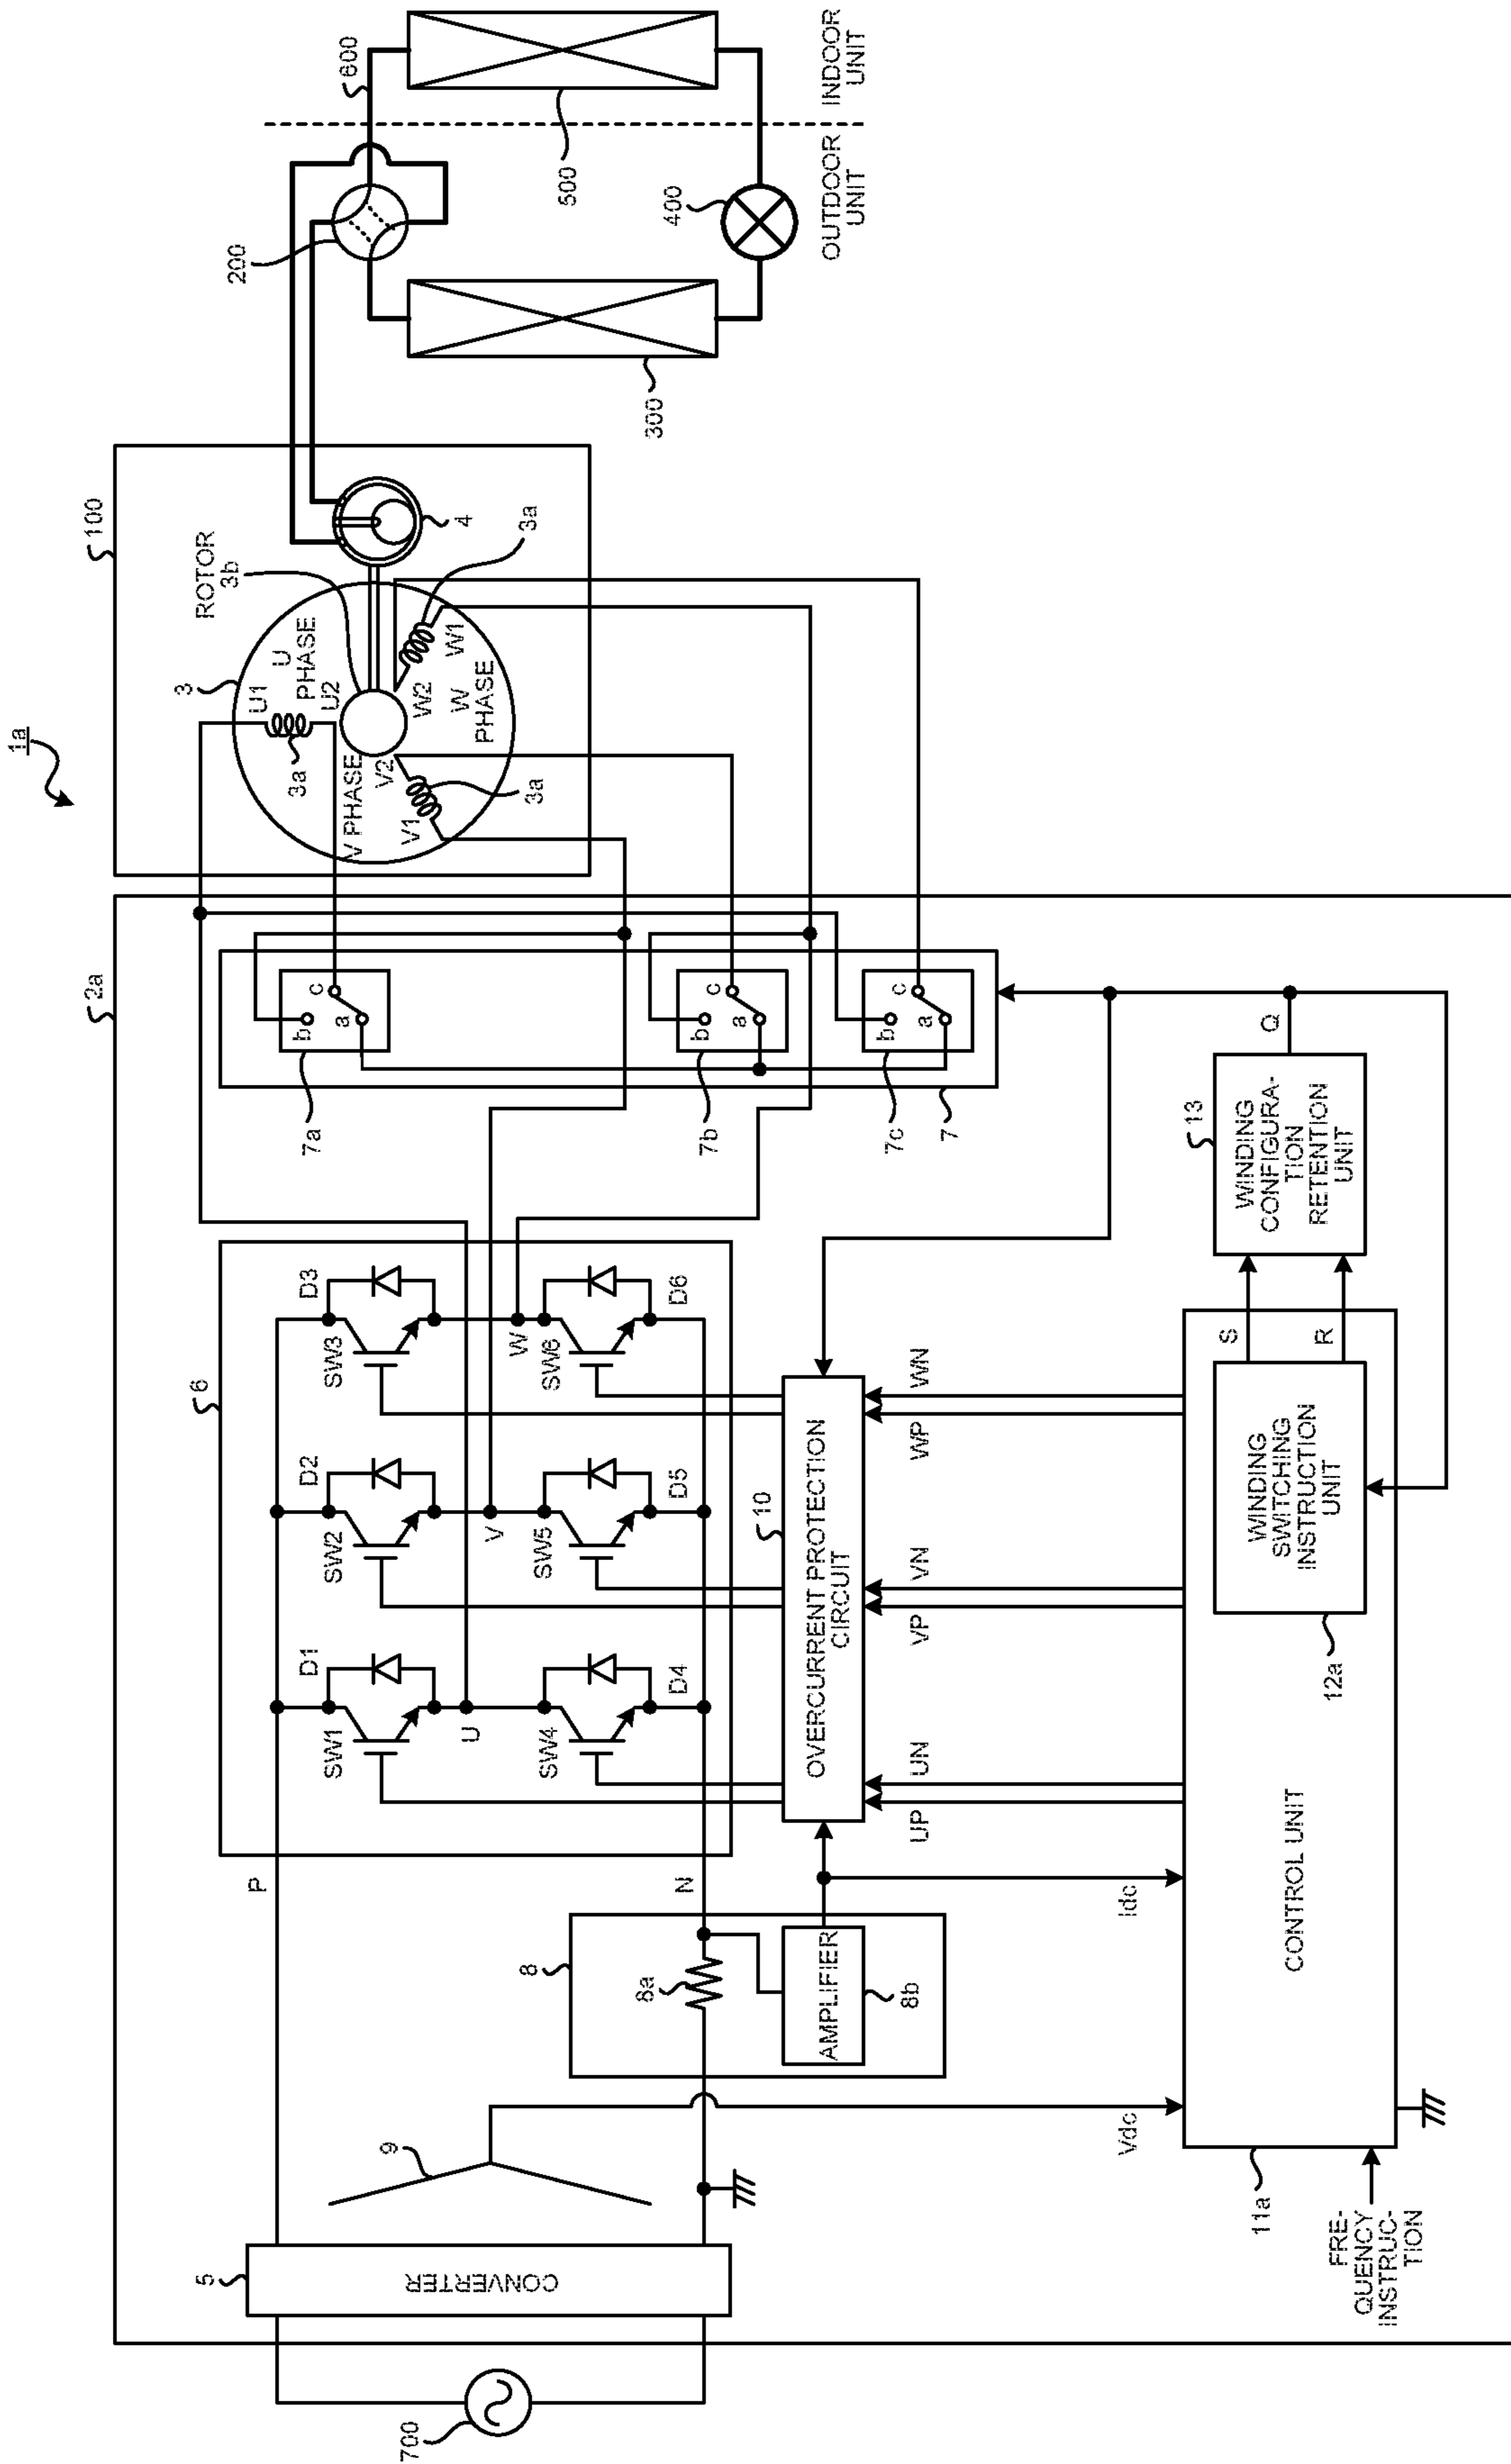 1a
2a
100
3
U1
U
PHASE
U2
ROTOR
3b
3a
V PHASE
V2
V1
3a
W2
W
PHASE
W1
3a
4
200
600
300
400
500
OUTDOOR
UNIT
INDOOR
UNIT
700
5
CONVERTER
9
P
N
8
8a
AMPLIFIER
8b
6
SW1
D1
SW2
D2
SW3
D3
U
V
W
SW4
D4
SW5
D5
SW6
D6
7a
b
a
c
7b
b
a
c
7c
b
a
c
7
10
OVERCURRENT PROTECTION
CIRCUIT
Vdc
Idc
UP
UN
VP
VN
WP
WN
11a
CONTROL UNIT
12a
WINDING
SWITCHING
INSTRUCTION
UNIT
S
R
13
WINDING
CONFIGURA-
TION
RETENTION
UNIT
Q
FRE-
QUENCY
INSTRUC-
TION